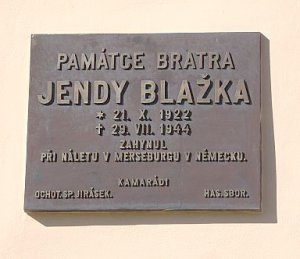 PAMÁTCE BRATRA
JENDY BLAŽKA
* 21. X. 1922
† 29. VII. 1944
ZAHYNUL
PŘI NÁLETU V MERSEBURGU V NĚMECKU.
KAMARÁDI
OCHOT. SP. JIRÁSEK. HAS. SBOR.